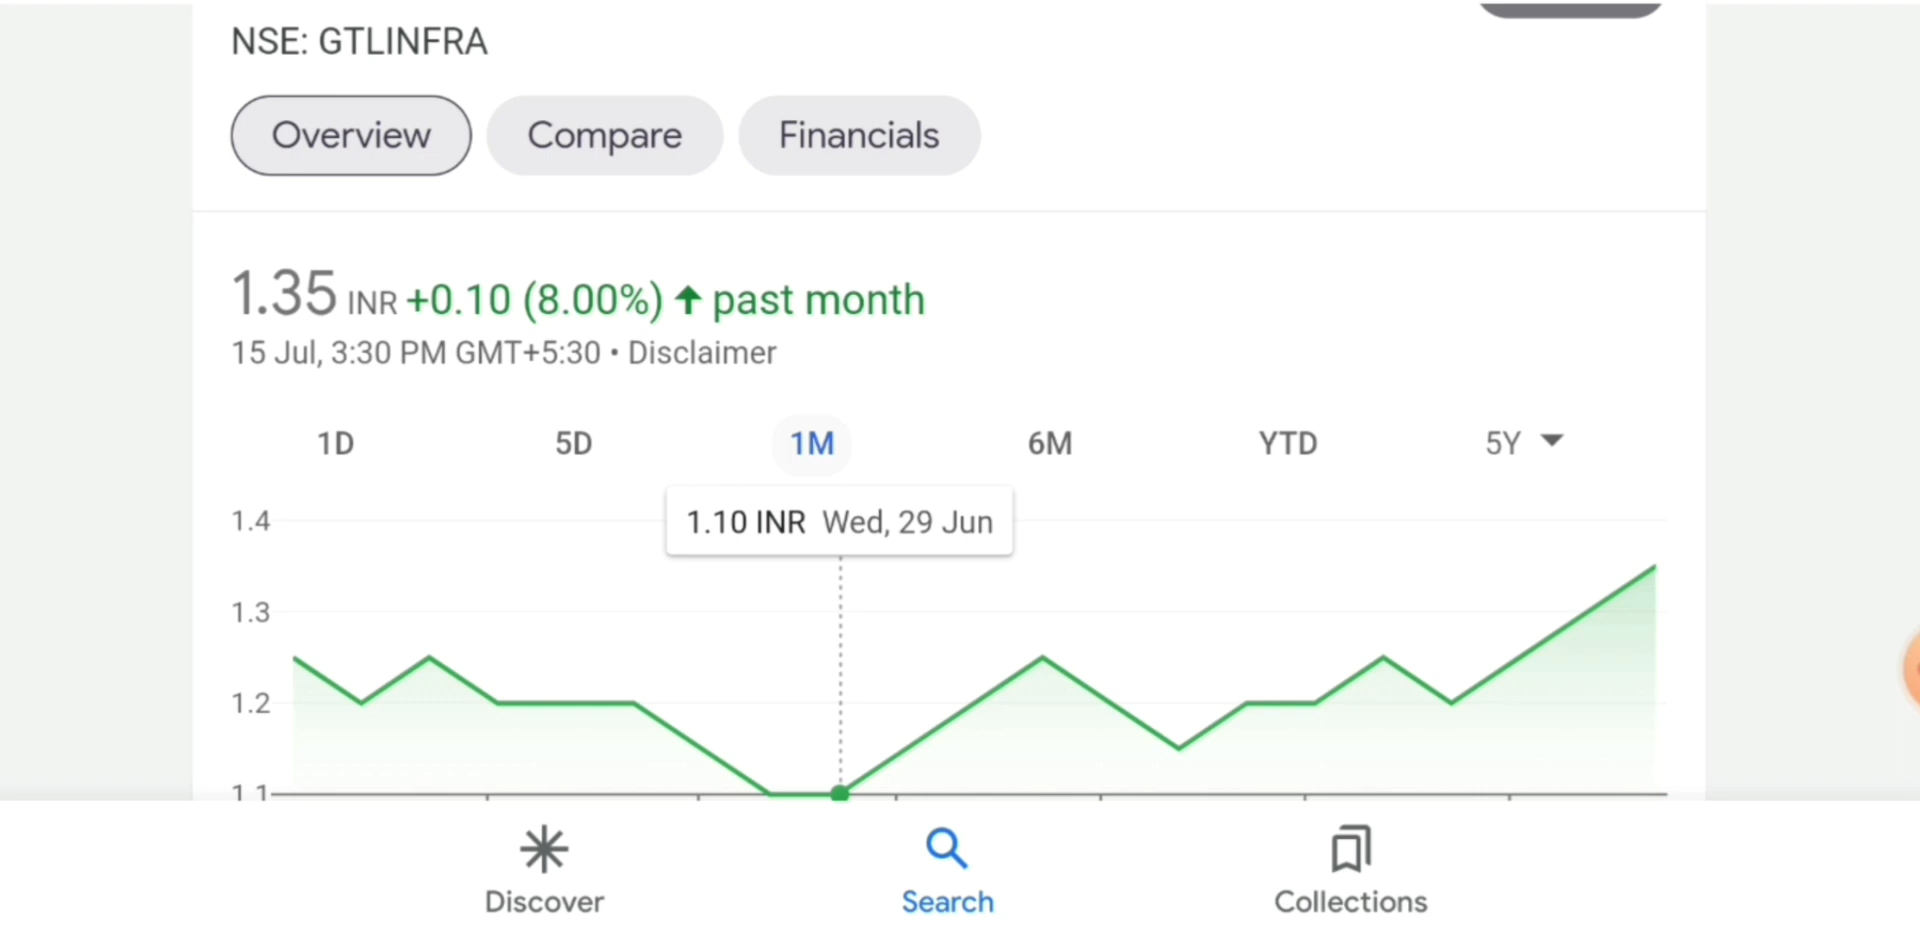 NSE: GTLINFRA
Overview Compare Financials
1.35 INR +0.10 (8.00%) ↑ past month
15 Jul, 3:30 PM GMT+5:30 • Disclaimer
1D 5D 1M 6M YTD 5Y
1.10 INR Wed, 29 Jun
1.4
1.3
1.2
1.1
Discover Search Collections